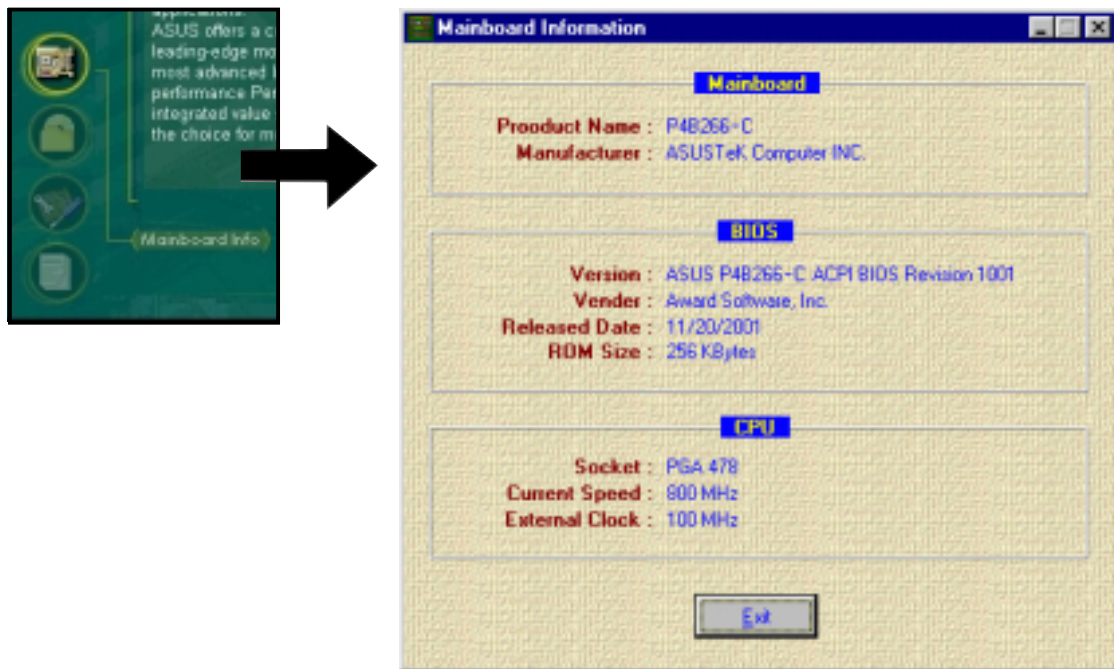 applications.
ASUS offers a c
leading-edge mo
most advanced
performance Per
integrated value
the choice for m
Mainboard Info
Mainboard Information
Mainboard
Prooduct Name : P4B266-C
Manufacturer : ASUSTeK Computer INC.
BIOS
Version : ASUS P4B266-C ACPI BIOS Revision 1001
Vender : Award Software, Inc.
Released Date : 11/20/2001
ROM Size : 256 KBytes
CPU
Socket : PGA 478
Current Speed : 800 MHz
External Clock : 100 MHz
Exit